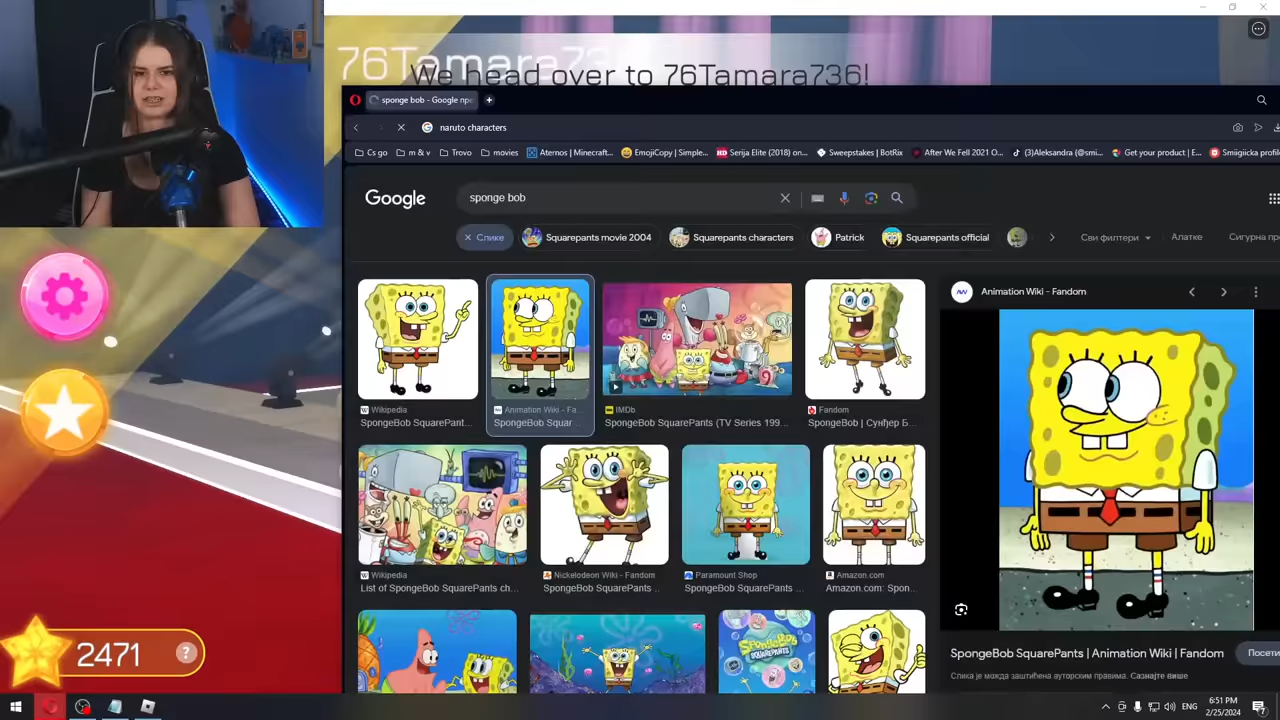 76Tamara73
We head over to 76Tamara736!
sponge bob - Google пре
naruto characters
Cs go
m & v
Trovo
movies
Aternos | Minecraft...
EmojiCopy | Simple...
Serija Elite (2018) on...
Sweepstakes | BotRix
After We Fell 2021 O...
(3)Aleksandra (@smi...
Get your product | E...
Smiigiicka profile
Google
sponge bob
Слике
Squarepants movie 2004
Squarepants characters
Patrick
Squarepants official
Сви филтери
Алатке
Сигурна пр
Animation Wiki - Fandom
Wikipedia
SpongeBob SquarePant...
Animation Wiki - Fa...
SpongeBob Squar...
IMDb
SpongeBob SquarePants (TV Series 199...
Fandom
SpongeBob | Сунђер Б...
Wikipedia
List of SpongeBob SquarePants ch...
Nickelodeon Wiki - Fandom
SpongeBob SquarePants ...
Paramount Shop
SpongeBob SquarePants ...
Amazon.com
Amazon.com: Spon...
SpongeBob SquarePants | Animation Wiki | Fandom
Посети
Слика је можда заштићена ауторским правима. Сазнајте више
2471
?
ENG
6:51 PM
2/25/2024